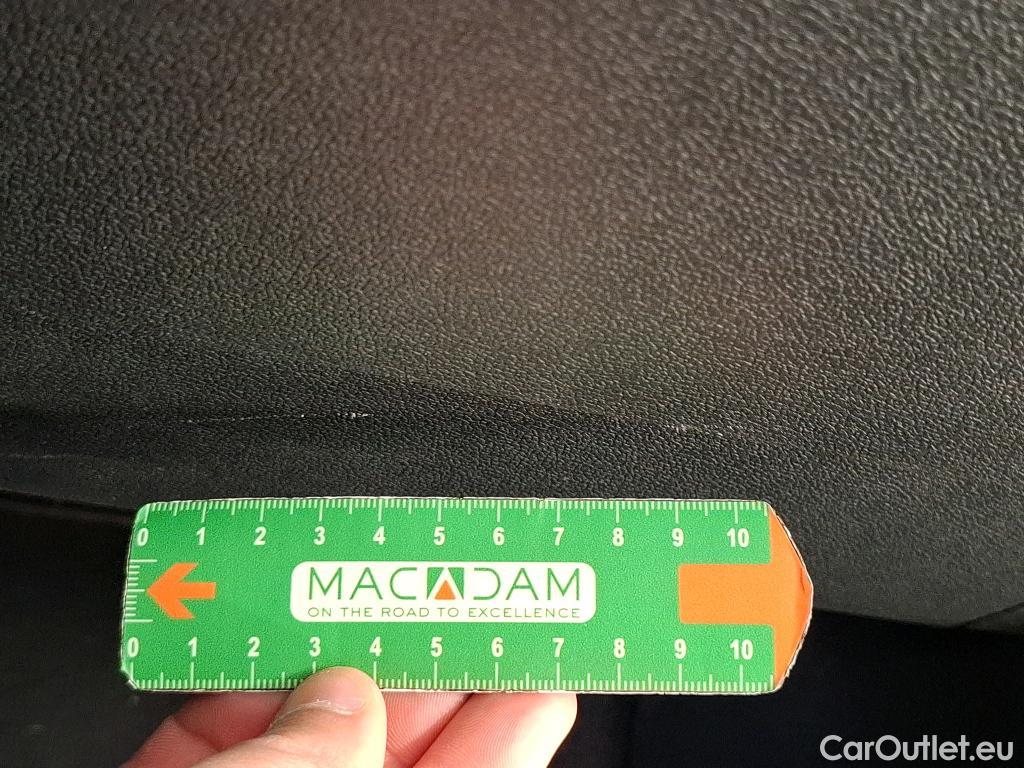 0 1 2 3 4 5 6 7 8 9 10
MACADAM
ON THE ROAD TO EXCELLENCE
0 1 2 3 4 5 6 7 8 9 10
CarOutlet.eu